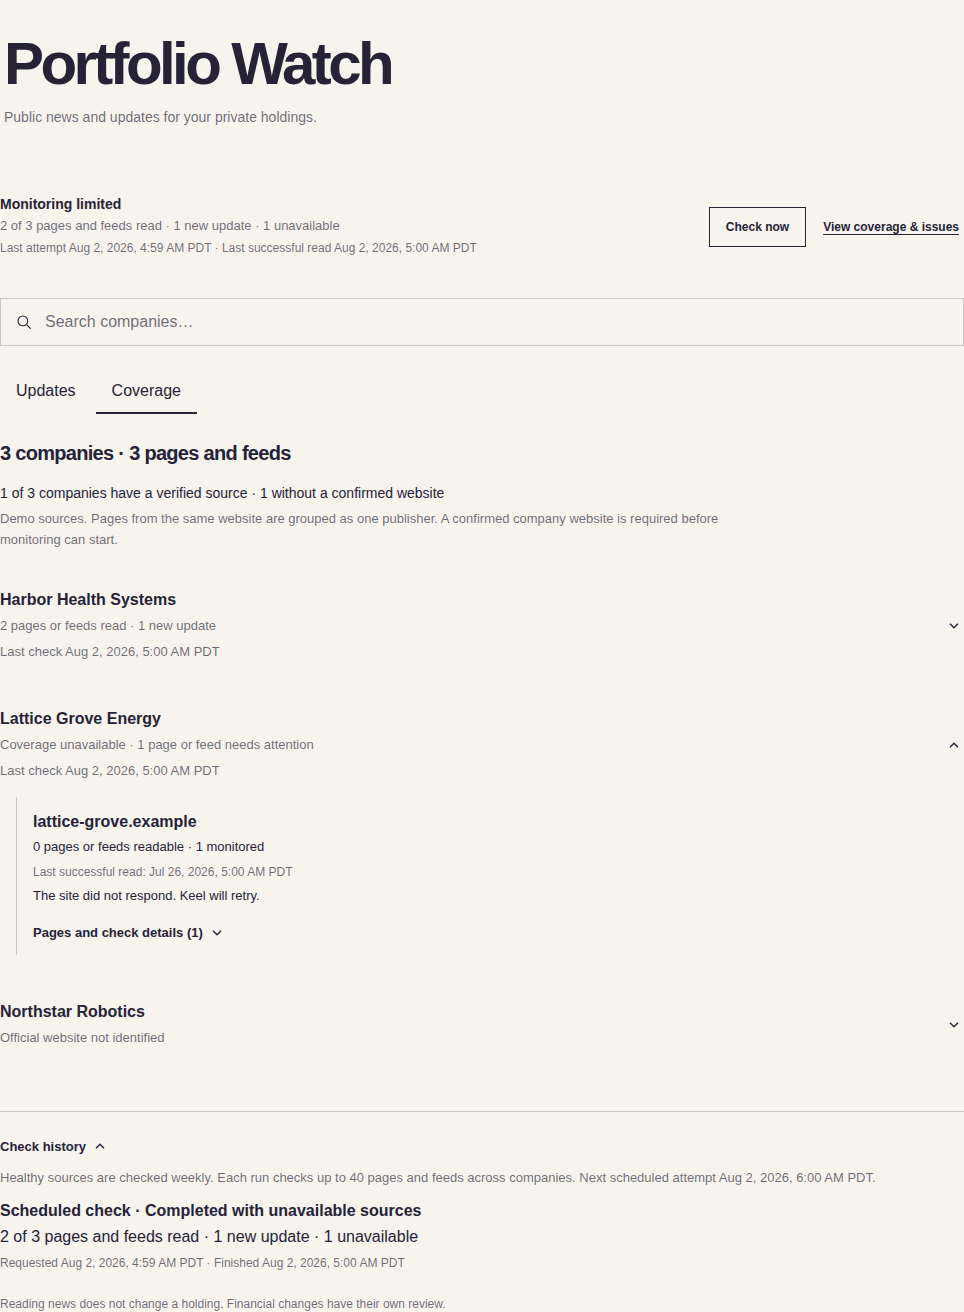 Portfolio Watch
Public news and updates for your private holdings.
Monitoring limited
2 of 3 pages and feeds read · 1 new update · 1 unavailable
Last attempt Aug 2, 2026, 4:59 AM PDT · Last successful read Aug 2, 2026, 5:00 AM PDT
Check now
View coverage & issues
Search companies…
Updates
Coverage
3 companies · 3 pages and feeds
1 of 3 companies have a verified source · 1 without a confirmed website
Demo sources. Pages from the same website are grouped as one publisher. A confirmed company website is required before
monitoring can start.
Harbor Health Systems
2 pages or feeds read · 1 new update
Last check Aug 2, 2026, 5:00 AM PDT
Lattice Grove Energy
Coverage unavailable · 1 page or feed needs attention
Last check Aug 2, 2026, 5:00 AM PDT
lattice-grove.example
0 pages or feeds readable · 1 monitored
Last successful read: Jul 26, 2026, 5:00 AM PDT
The site did not respond. Keel will retry.
Pages and check details (1)
Northstar Robotics
Official website not identified
Check history
Healthy sources are checked weekly. Each run checks up to 40 pages and feeds across companies. Next scheduled attempt Aug 2, 2026, 6:00 AM PDT.
Scheduled check · Completed with unavailable sources
2 of 3 pages and feeds read · 1 new update · 1 unavailable
Requested Aug 2, 2026, 4:59 AM PDT · Finished Aug 2, 2026, 5:00 AM PDT
Reading news does not change a holding. Financial changes have their own review.